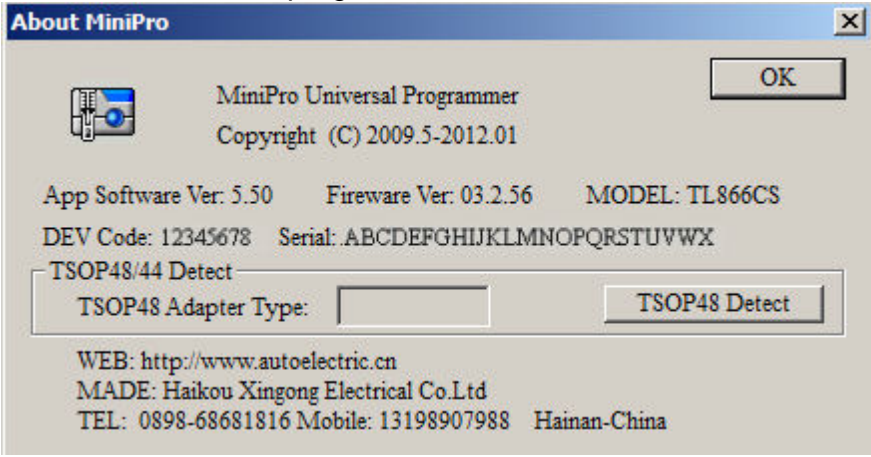 About MiniPro
OK
MiniPro Universal Programmer
Copyright (C) 2009.5-2012.01
App Software Ver: 5.50 Fireware Ver: 03.2.56 MODEL: TL866CS
DEV Code: 12345678 Serial: ABCDEFGHIJKLMNOPQRSTUVWX
TSOP48/44 Detect
TSOP48 Adapter Type: TSOP48 Detect
WEB: http://www.autoelectric.cn
MADE: Haikou Xingong Electrical Co.Ltd
TEL: 0898-68681816 Mobile: 13198907988 Hainan-China